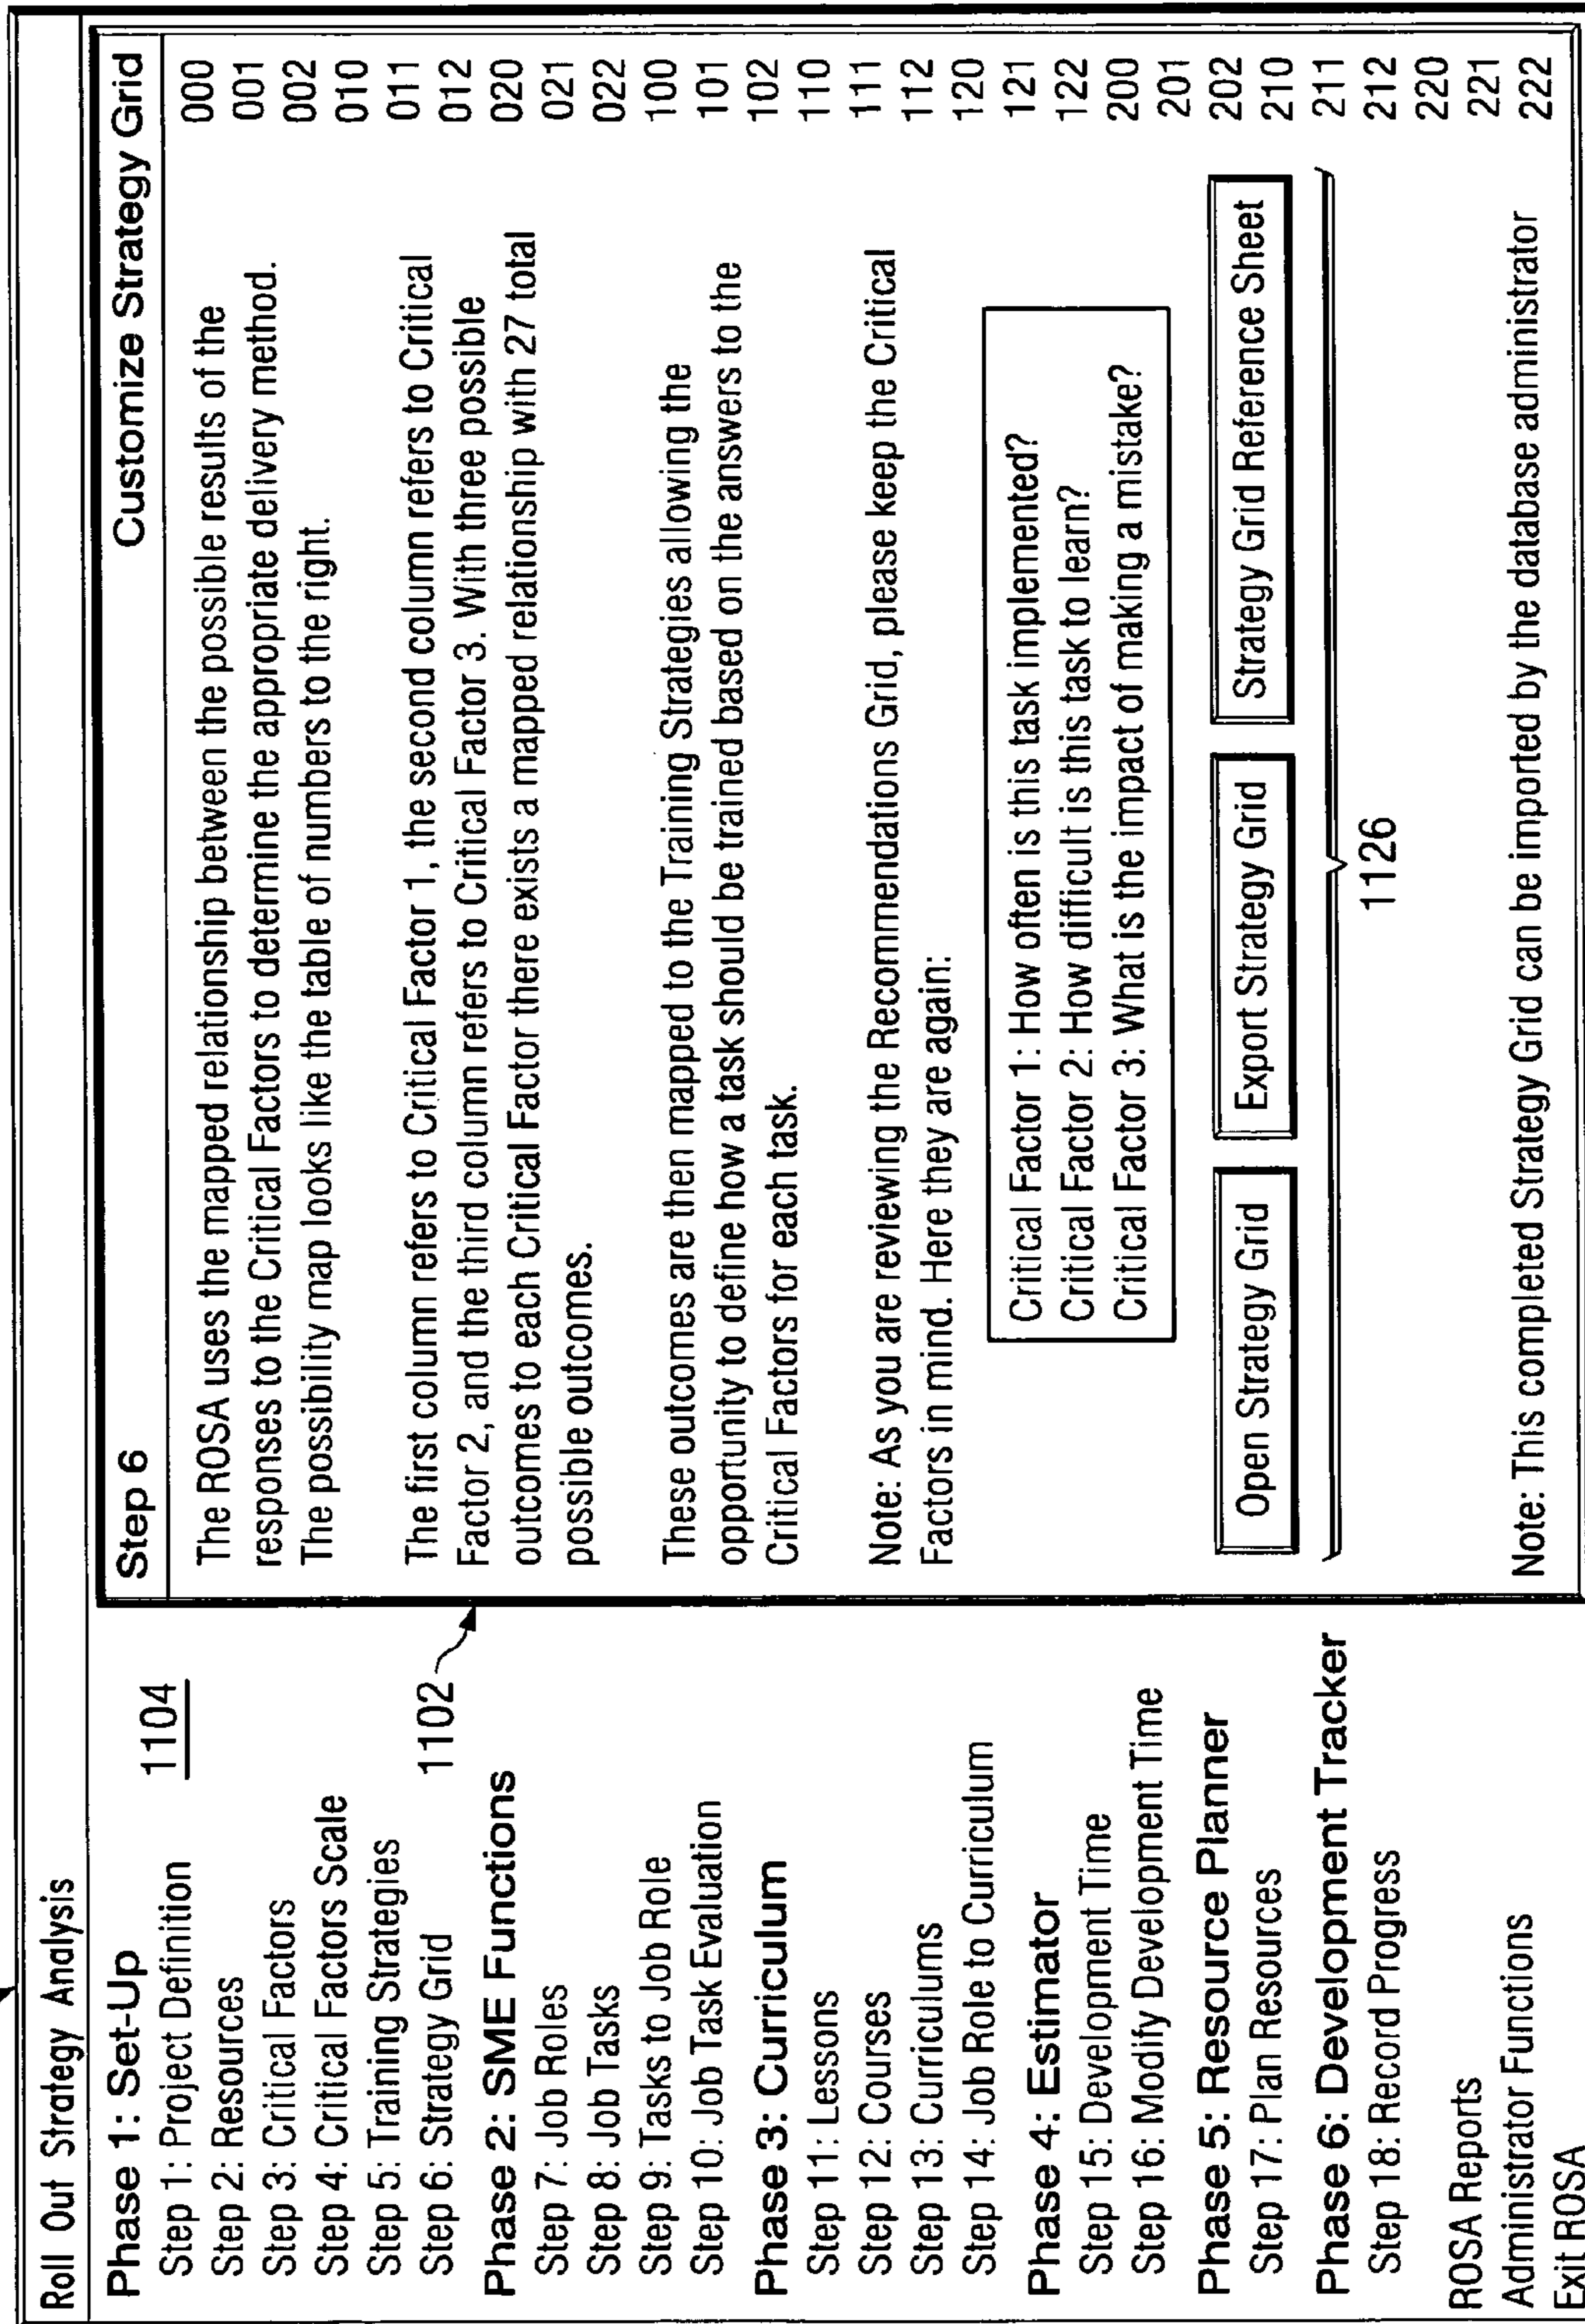 Roll Out Strategy Analysis
Phase 1: Set-Up
1104
Step 1: Project Definition
Step 2: Resources
Step 3: Critical Factors
Step 4: Critical Factors Scale
Step 5: Training Strategies
Step 6: Strategy Grid
1102
Phase 2: SME Functions
Step 7: Job Roles
Step 8: Job Tasks
Step 9: Tasks to Job Role
Step 10: Job Task Evaluation
Phase 3: Curriculum
Step 11: Lessons
Step 12: Courses
Step 13: Curriculums
Step 14: Job Role to Curriculum
Phase 4: Estimator
Step 15: Development Time
Step 16: Modify Development Time
Phase 5: Resource Planner
Step 17: Plan Resources
Phase 6: Development Tracker
Step 18: Record Progress
ROSA Reports
Administrator Functions
Exit ROSA
Step 6
Customize Strategy Grid
The ROSA uses the mapped relationship between the possible results of the
responses to the Critical Factors to determine the appropriate delivery method.
The possibility map looks like the table of numbers to the right.
The first column refers to Critical Factor 1, the second column refers to Critical
Factor 2, and the third column refers to Critical Factor 3. With three possible
outcomes to each Critical Factor there exists a mapped relationship with 27 total
possible outcomes.
These outcomes are then mapped to the Training Strategies allowing the
opportunity to define how a task should be trained based on the answers to the
Critical Factors for each task.
Note: As you are reviewing the Recommendations Grid, please keep the Critical
Factors in mind. Here they are again:
Critical Factor 1: How often is this task implemented?
Critical Factor 2: How difficult is this task to learn?
Critical Factor 3: What is the impact of making a mistake?
Open Strategy Grid
Export Strategy Grid
Strategy Grid Reference Sheet
1126
Note: This completed Strategy Grid can be imported by the database administrator
000
001
002
010
011
012
020
021
022
100
101
102
110
111
112
120
121
122
200
201
202
210
211
212
220
221
222